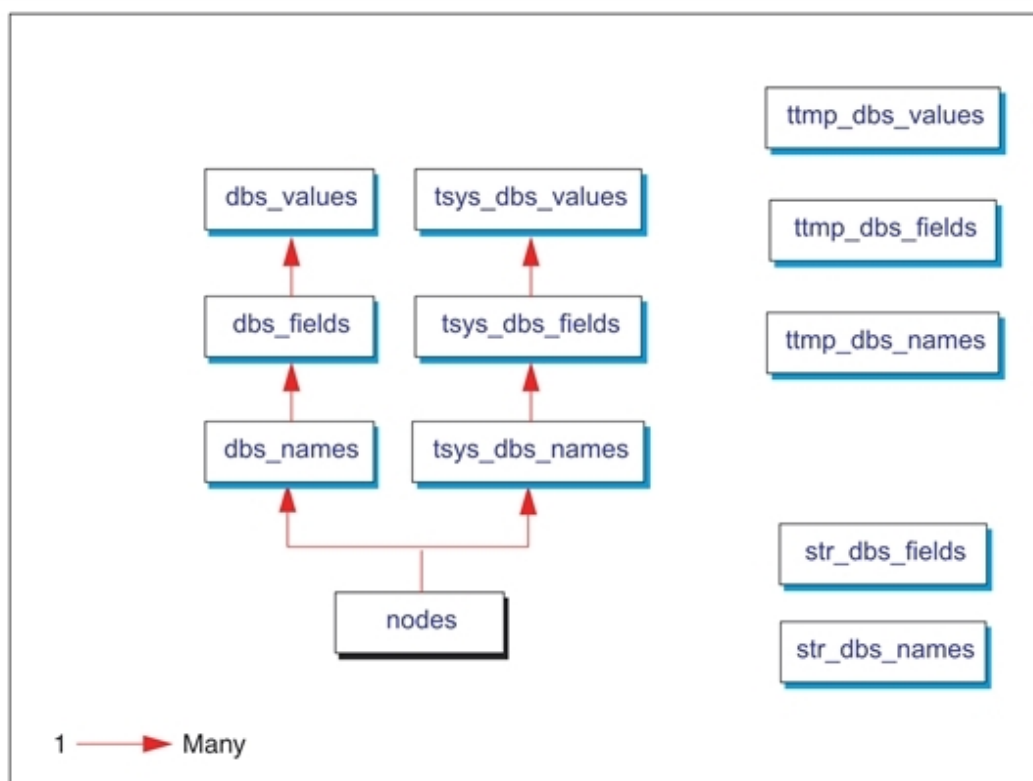 ttmp_dbs_values
dbs_values
tsys_dbs_values
ttmp_dbs_fields
dbs_fields
tsys_dbs_fields
ttmp_dbs_names
dbs_names
tsys_dbs_names
str_dbs_fields
nodes
str_dbs_names
1 Many